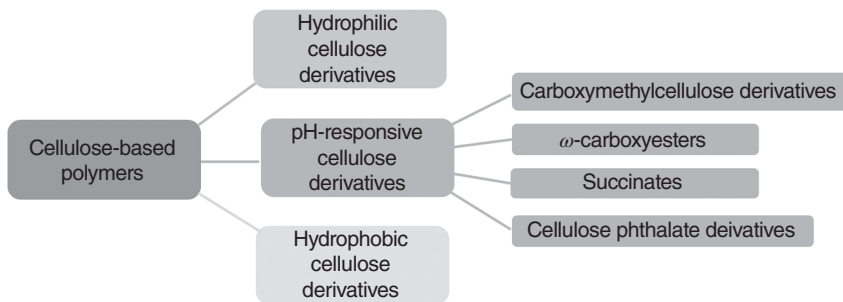 Hydrophilic
cellulose
derivatives
Cellulose-based
polymers
pH-responsive
cellulose
derivatives
Hydrophobic
cellulose
derivatives
Carboxymethylcellulose derivatives
ω-carboxyesters
Succinates
Cellulose phthalate deivatives